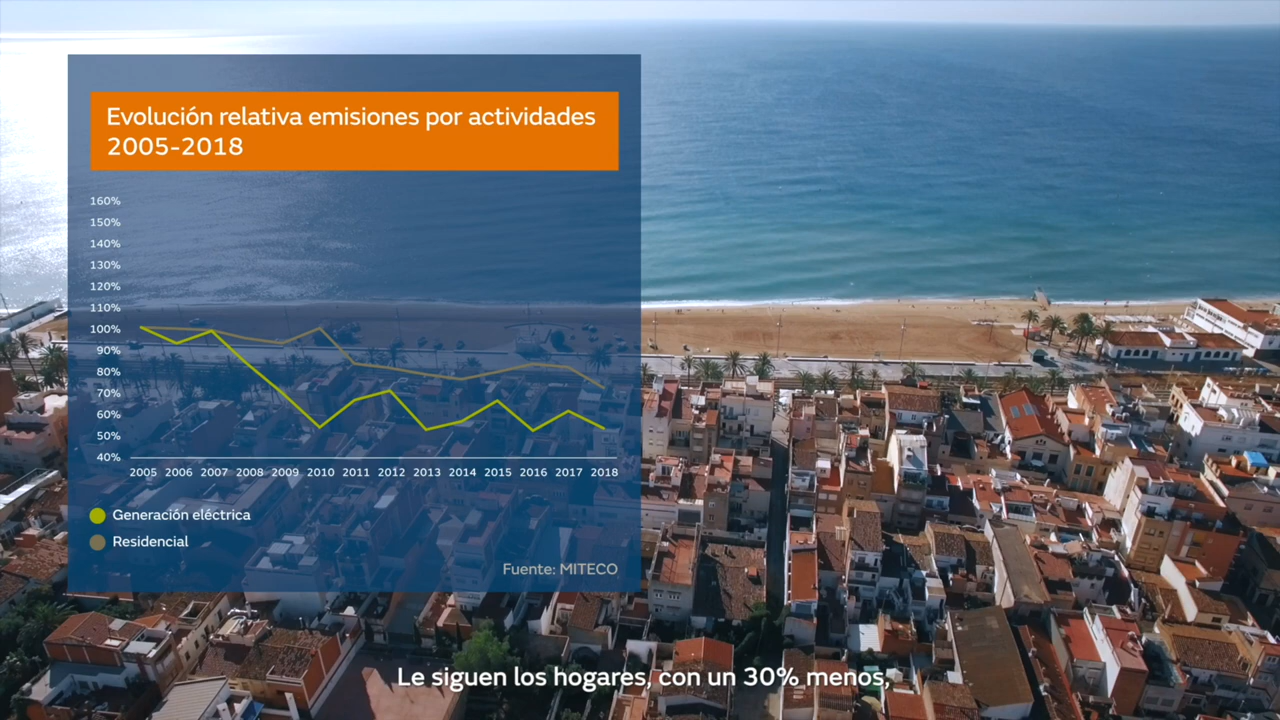 Evolución relativa emisiones por actividades
2005-2018
160%
150%
140%
130%
120%
110%
100%
90%
80%
70%
60%
50%
40%
2005 2006 2007 2008 2009 2010 2011 2012 2013 2014 2015 2016 2017 2018
Generación eléctrica
Residencial
Fuente: MITECO
Le siguen los hogares, con un 30% menos,